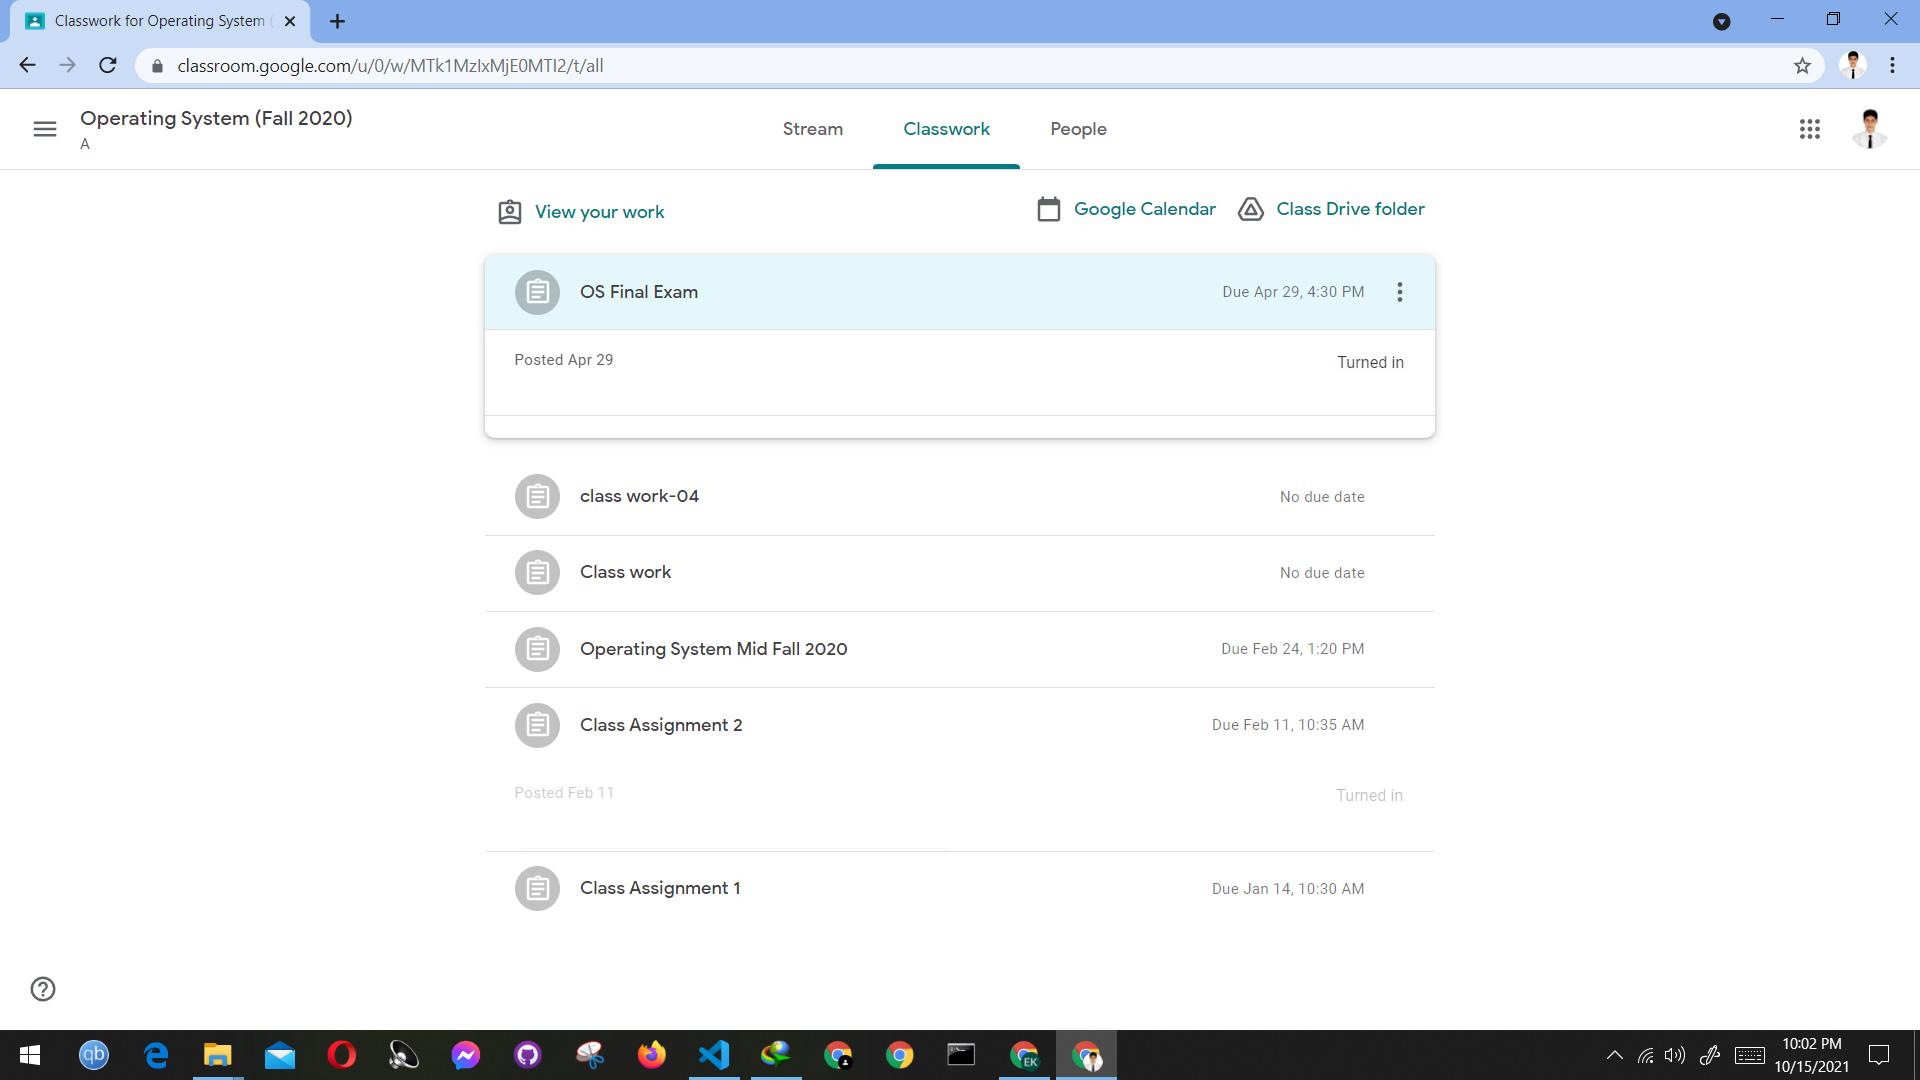 Classwork for Operating System (
classroom.google.com/u/0/w/MTk1MzIxMjE0MTI2/t/all
Operating System (Fall 2020)
A
Stream
Classwork
People
View your work
Google Calendar
Class Drive folder
OS Final Exam
Due Apr 29, 4:30 PM
Posted Apr 29
Turned in
class work-04
No due date
Class work
No due date
Operating System Mid Fall 2020
Due Feb 24, 1:20 PM
Class Assignment 2
Due Feb 11, 10:35 AM
Posted Feb 11
Turned in
Class Assignment 1
Due Jan 14, 10:30 AM
qb
EK
10:02 PM
10/15/2021